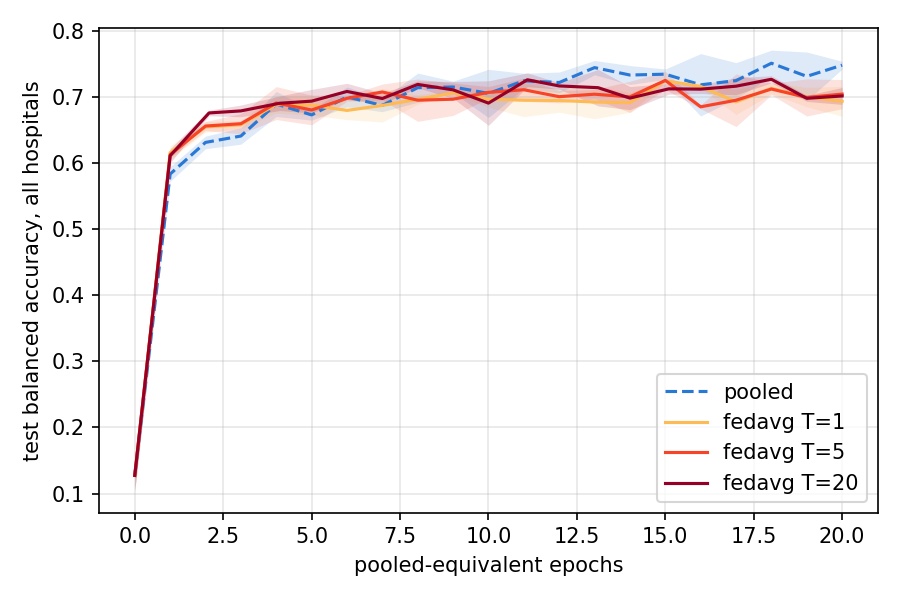 0.8
0.7
0.6
0.5
0.4
0.3
0.2
0.1
test balanced accuracy, all hospitals
pooled
fedavg T=1
fedavg T=5
fedavg T=20
0.0 2.5 5.0 7.5 10.0 12.5 15.0 17.5 20.0
pooled-equivalent epochs